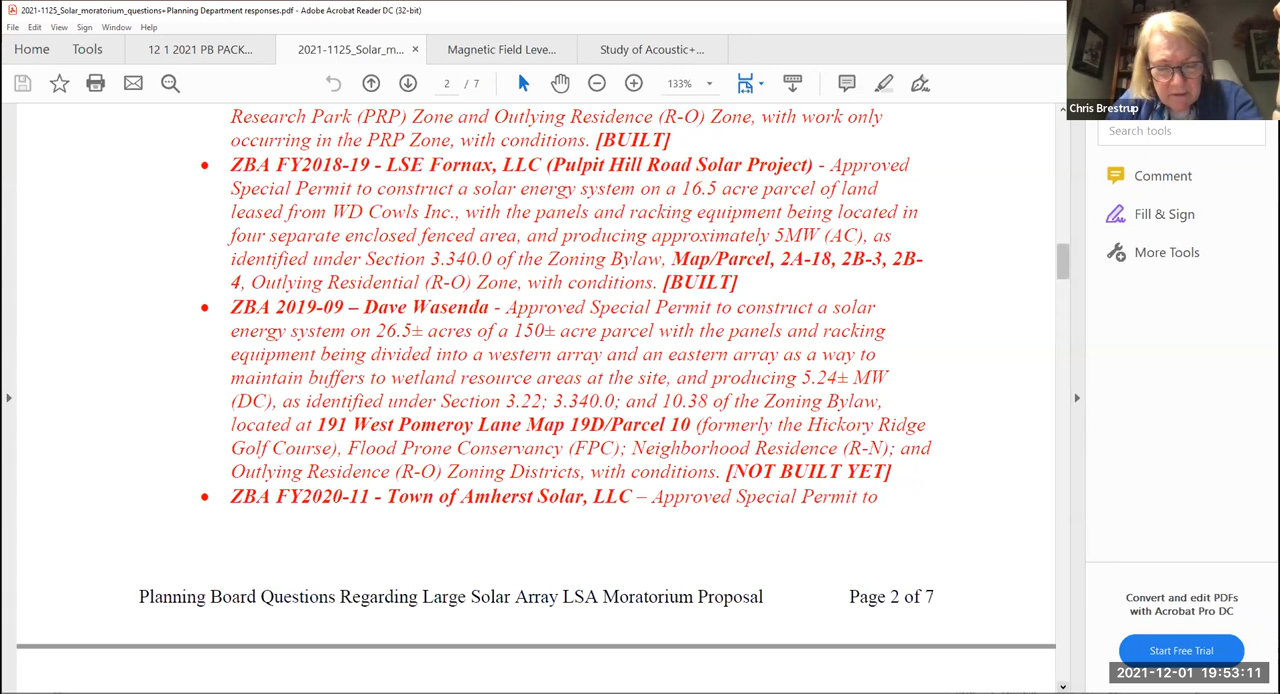 2021-1125_Solar_moratorium_questions+Planning Department responses.pdf - Adobe Acrobat Reader DC (32-bit)
File Edit View Sign Window Help
Home Tools 12 1 2021 PB PACK... 2021-1125_Solar_m... × Magnetic Field Leve... Study of Acoustic+...
2 / 7 133%
Chris Brestrup
Search tools
Comment
Fill & Sign
More Tools
Research Park (PRP) Zone and Outlying Residence (R-O) Zone, with work only
occurring in the PRP Zone, with conditions. [BUILT]
• ZBA FY2018-19 - LSE Fornax, LLC (Pulpit Hill Road Solar Project) - Approved
Special Permit to construct a solar energy system on a 16.5 acre parcel of land
leased from WD Cowls Inc., with the panels and racking equipment being located in
four separate enclosed fenced area, and producing approximately 5MW (AC), as
identified under Section 3.340.0 of the Zoning Bylaw, Map/Parcel, 2A-18, 2B-3, 2B-
4, Outlying Residential (R-O) Zone, with conditions. [BUILT]
• ZBA 2019-09 – Dave Wasenda - Approved Special Permit to construct a solar
energy system on 26.5± acres of a 150± acre parcel with the panels and racking
equipment being divided into a western array and an eastern array as a way to
maintain buffers to wetland resource areas at the site, and producing 5.24± MW
(DC), as identified under Section 3.22; 3.340.0; and 10.38 of the Zoning Bylaw,
located at 191 West Pomeroy Lane Map 19D/Parcel 10 (formerly the Hickory Ridge
Golf Course), Flood Prone Conservancy (FPC); Neighborhood Residence (R-N); and
Outlying Residence (R-O) Zoning Districts, with conditions. [NOT BUILT YET]
• ZBA FY2020-11 - Town of Amherst Solar, LLC – Approved Special Permit to
Planning Board Questions Regarding Large Solar Array LSA Moratorium Proposal Page 2 of 7
Convert and edit PDFs
with Acrobat Pro DC
Start Free Trial
2021-12-01 19:53:11